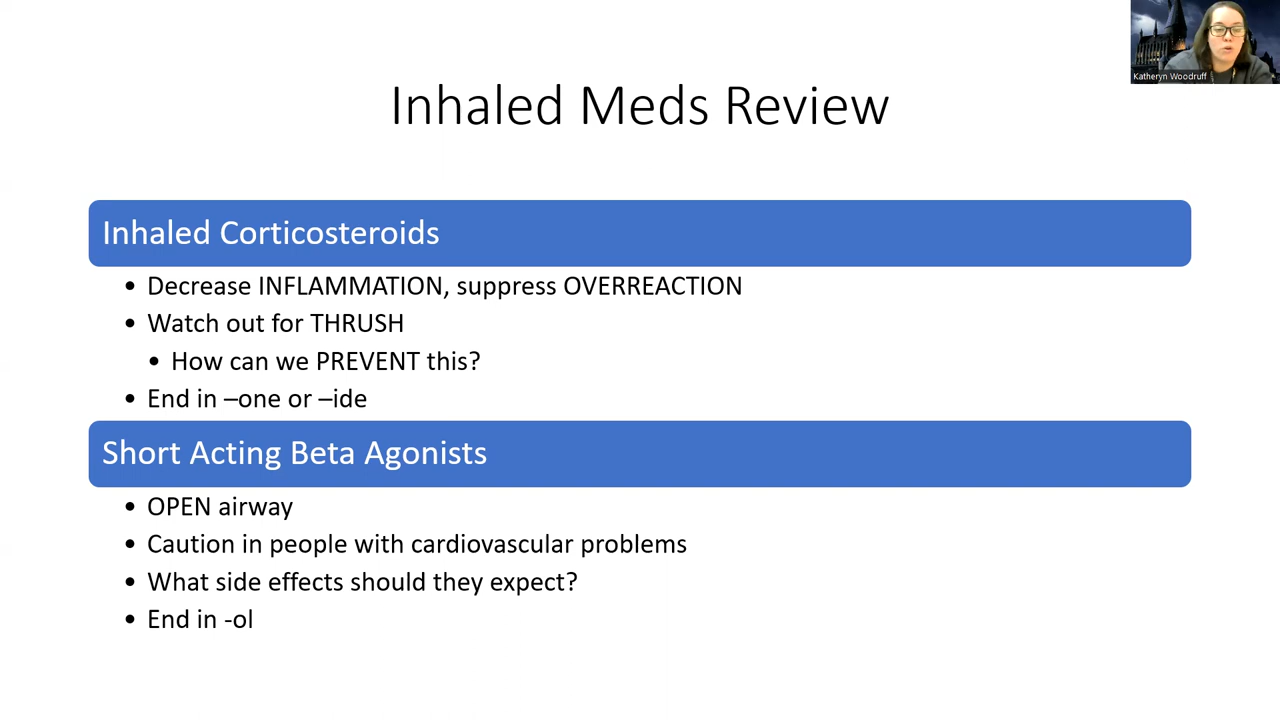 Katheryn Woodruff
Inhaled Meds Review
Inhaled Corticosteroids
• Decrease INFLAMMATION, suppress OVERREACTION
• Watch out for THRUSH
• How can we PREVENT this?
• End in –one or –ide
Short Acting Beta Agonists
• OPEN airway
• Caution in people with cardiovascular problems
• What side effects should they expect?
• End in -ol